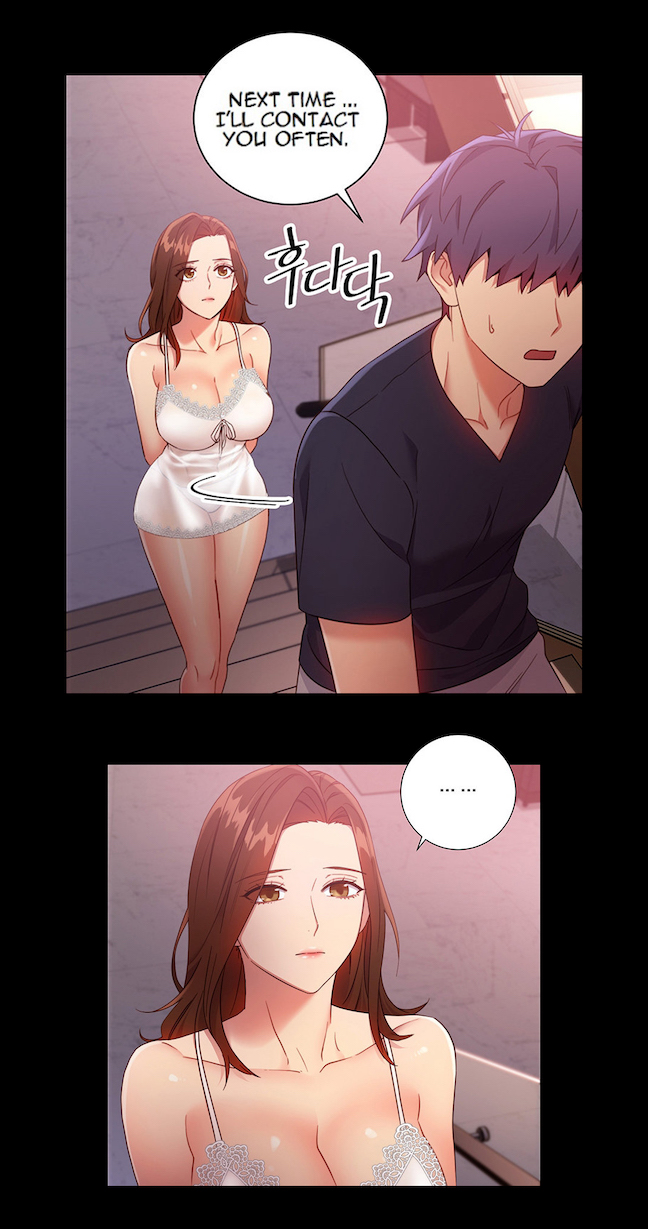 NEXT TIME ...
I'LL CONTACT
YOU OFTEN.
후다닥
... ...